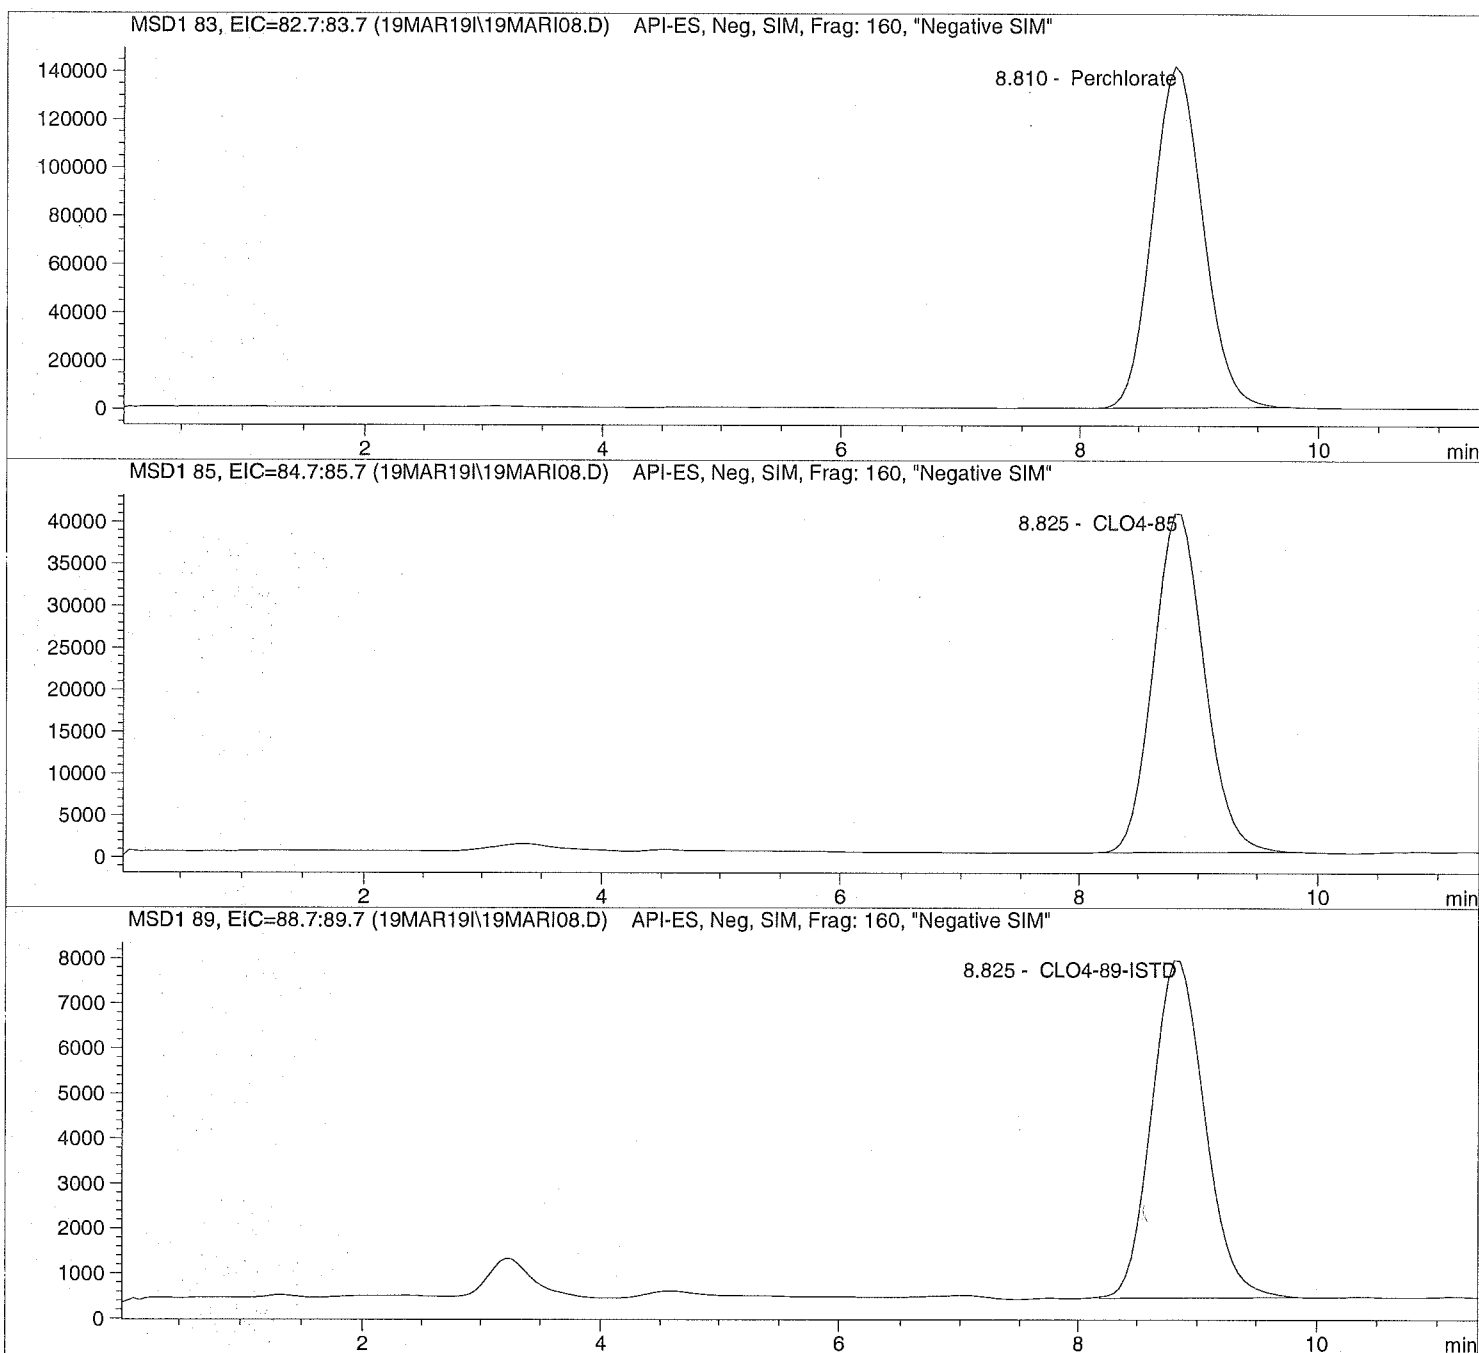 MSD1 83, EIC=82.7:83.7 (19MAR19I\19MARI08.D) API-ES, Neg, SIM, Frag: 160, "Negative SIM"
8.810 - Perchlorate
140000
120000
100000
80000
60000
40000
20000
0
2 4 6 8 10 min
MSD1 85, EIC=84.7:85.7 (19MAR19I\19MARI08.D) API-ES, Neg, SIM, Frag: 160, "Negative SIM"
8.825 - CLO4-85
40000
35000
30000
25000
20000
15000
10000
5000
0
2 4 6 8 10 min
MSD1 89, EIC=88.7:89.7 (19MAR19I\19MARI08.D) API-ES, Neg, SIM, Frag: 160, "Negative SIM"
8.825 - CLO4-89-ISTD
8000
7000
6000
5000
4000
3000
2000
1000
0
2 4 6 8 10 min